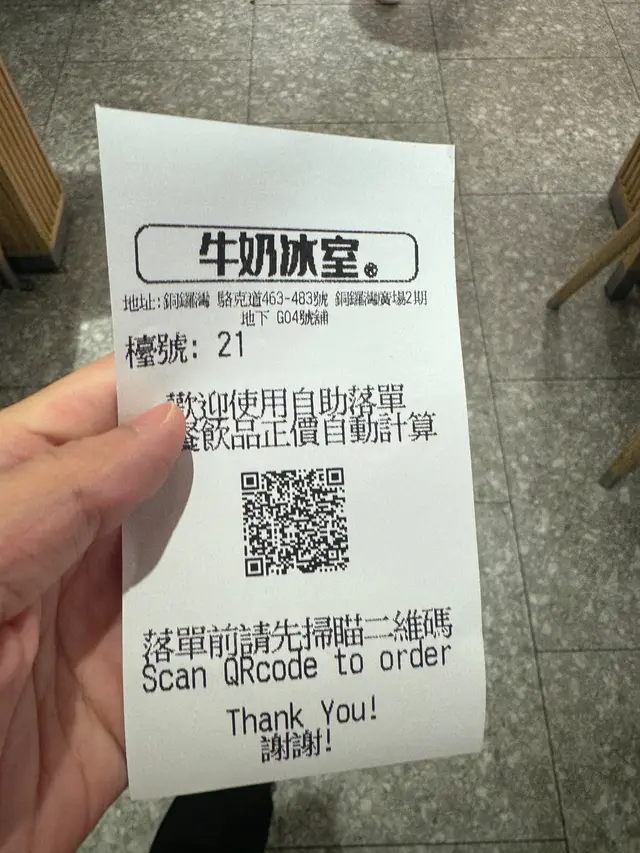 牛奶冰室®
地址:銅鑼灣 駱克道463-483號 銅鑼灣廣場2期
地下 G04號舖
檯號: 21
歡迎使用自助落單
餐飲品正價自動計算
落單前請先掃瞄二維碼
Scan QRcode to order
Thank You!
謝謝!